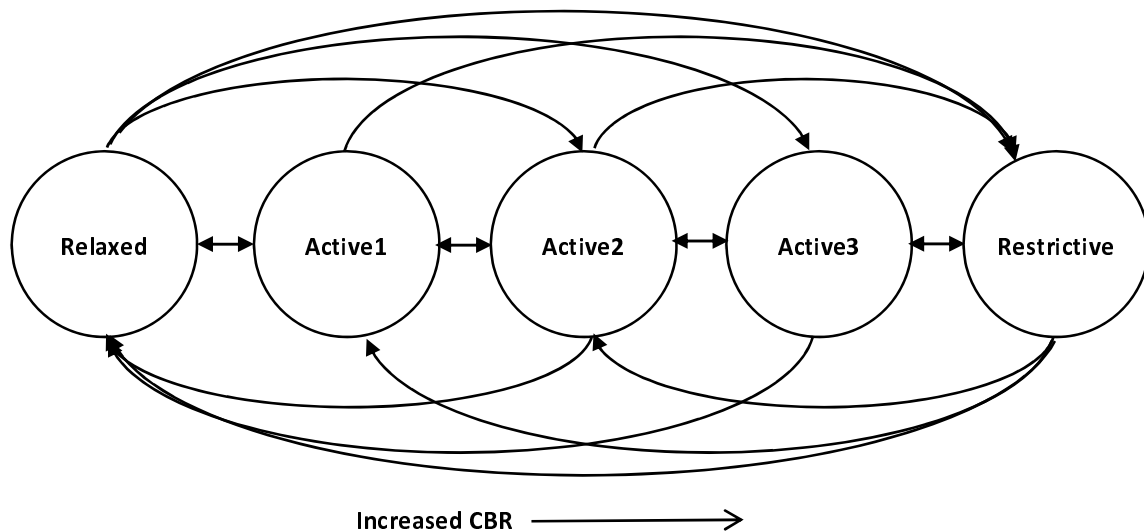 Relaxed
Active1
Active2
Active3
Restrictive
Increased CBR